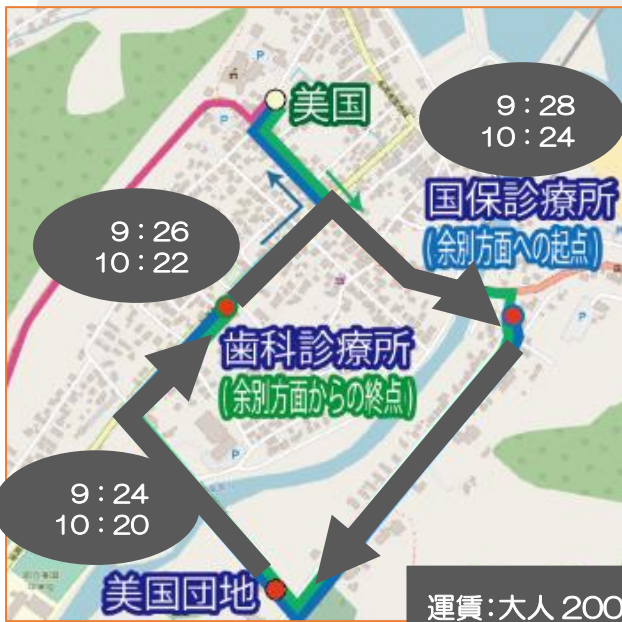 美国
9：28
10：24
国保診療所
(余別方面への起点)
9：26
10：22
歯科診療所
(余別方面からの終点)
9：24
10：20
美国団地
運賃：大人 200
P
P
P
P
P